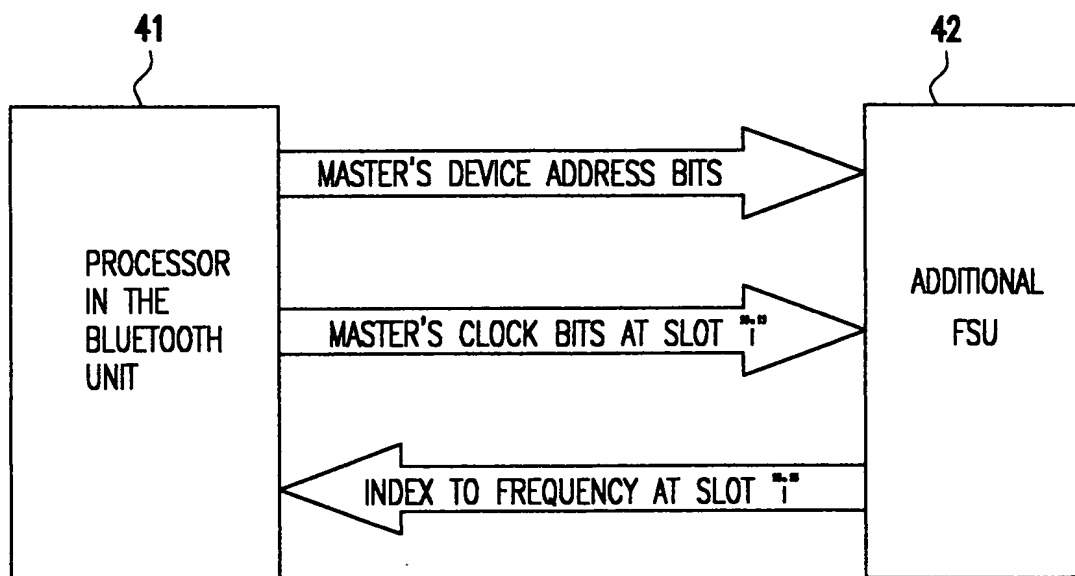 41
42
MASTER'S DEVICE ADDRESS BITS
PROCESSOR
IN THE
BLUETOOTH
UNIT
ADDITIONAL
FSU
MASTER'S CLOCK BITS AT SLOT "i"
INDEX TO FREQUENCY AT SLOT "i"